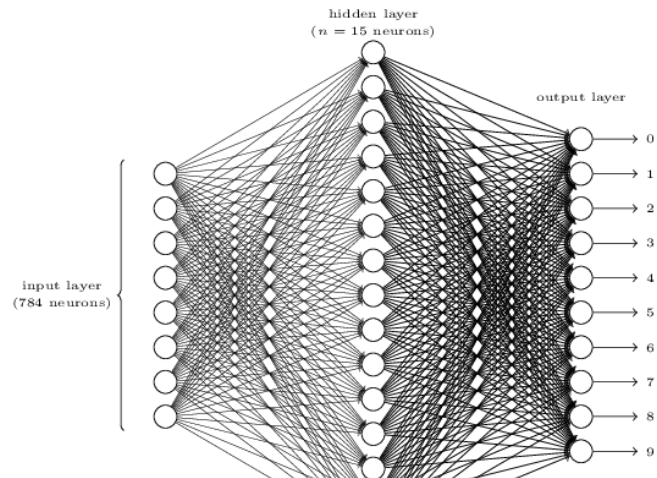 hidden layer
(n = 15 neurons)
output layer
0
1
2
3
4
5
6
7
8
9
input layer
(784 neurons)